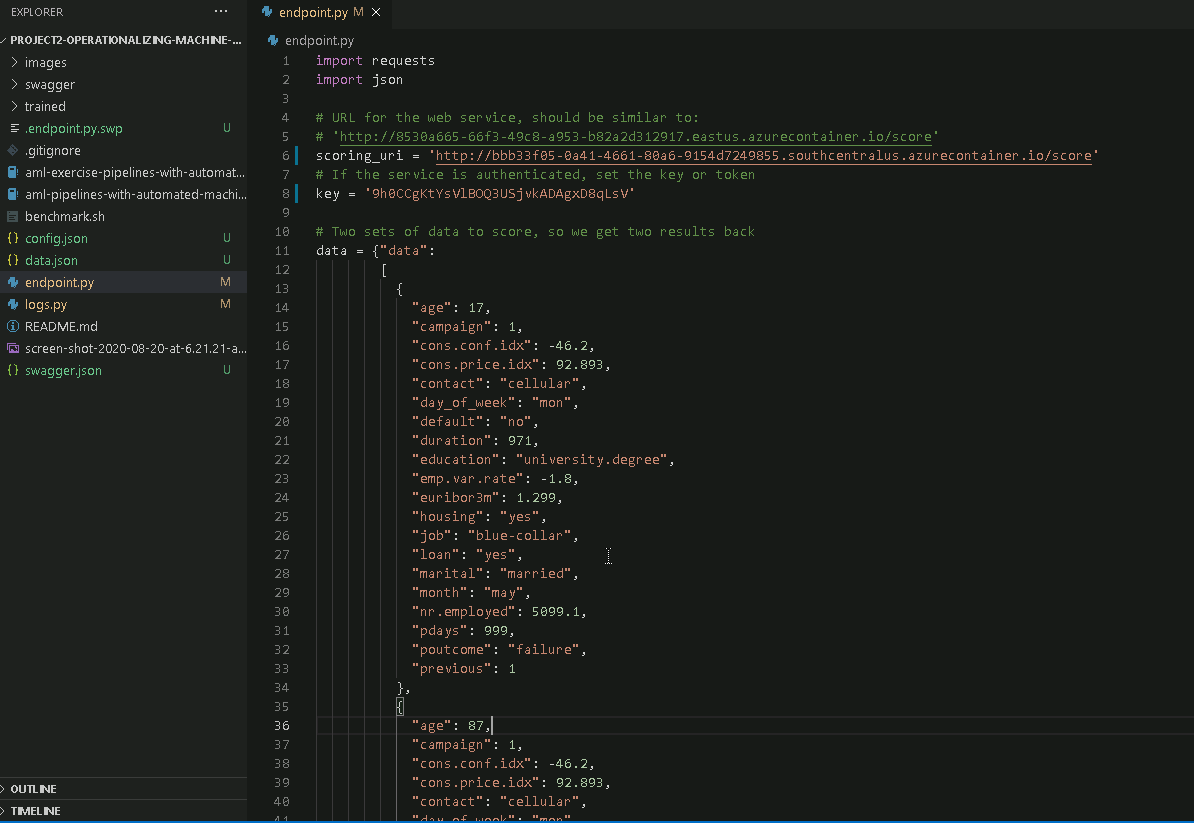 EXPLORER
PROJECT2-OPERATIONALIZING-MACHINE-...
images
swagger
trained
.endpoint.py.swp U
.gitignore
aml-exercise-pipelines-with-automat...
aml-pipelines-with-automated-machi...
benchmark.sh
config.json U
data.json U
endpoint.py M
logs.py M
README.md
screen-shot-2020-08-20-at-6.21.21-a...
swagger.json U
OUTLINE
TIMELINE
endpoint.py M
endpoint.py
1 import requests
2 import json
3
4 # URL for the web service, should be similar to:
5 # 'http://8530a665-66f3-49c8-a953-b82a2d312917.eastus.azurecontainer.io/score'
6 scoring_uri = 'http://bbb33f05-0a41-4661-80a6-9154d7249855.southcentralus.azurecontainer.io/score'
7 # If the service is authenticated, set the key or token
8 key = '9h0CCgKtYsVlBOQ3USjvkADAgxD8qLsV'
9
10 # Two sets of data to score, so we get two results back
11 data = {"data":
12 [
13 {
14 "age": 17,
15 "campaign": 1,
16 "cons.conf.idx": -46.2,
17 "cons.price.idx": 92.893,
18 "contact": "cellular",
19 "day_of_week": "mon",
20 "default": "no",
21 "duration": 971,
22 "education": "university.degree",
23 "emp.var.rate": -1.8,
24 "euribor3m": 1.299,
25 "housing": "yes",
26 "job": "blue-collar",
27 "loan": "yes",
28 "marital": "married",
29 "month": "may",
30 "nr.employed": 5099.1,
31 "pdays": 999,
32 "poutcome": "failure",
33 "previous": 1
34 },
35 {
36 "age": 87,
37 "campaign": 1,
38 "cons.conf.idx": -46.2,
39 "cons.price.idx": 92.893,
40 "contact": "cellular",
41 "day_of_week": "mon"